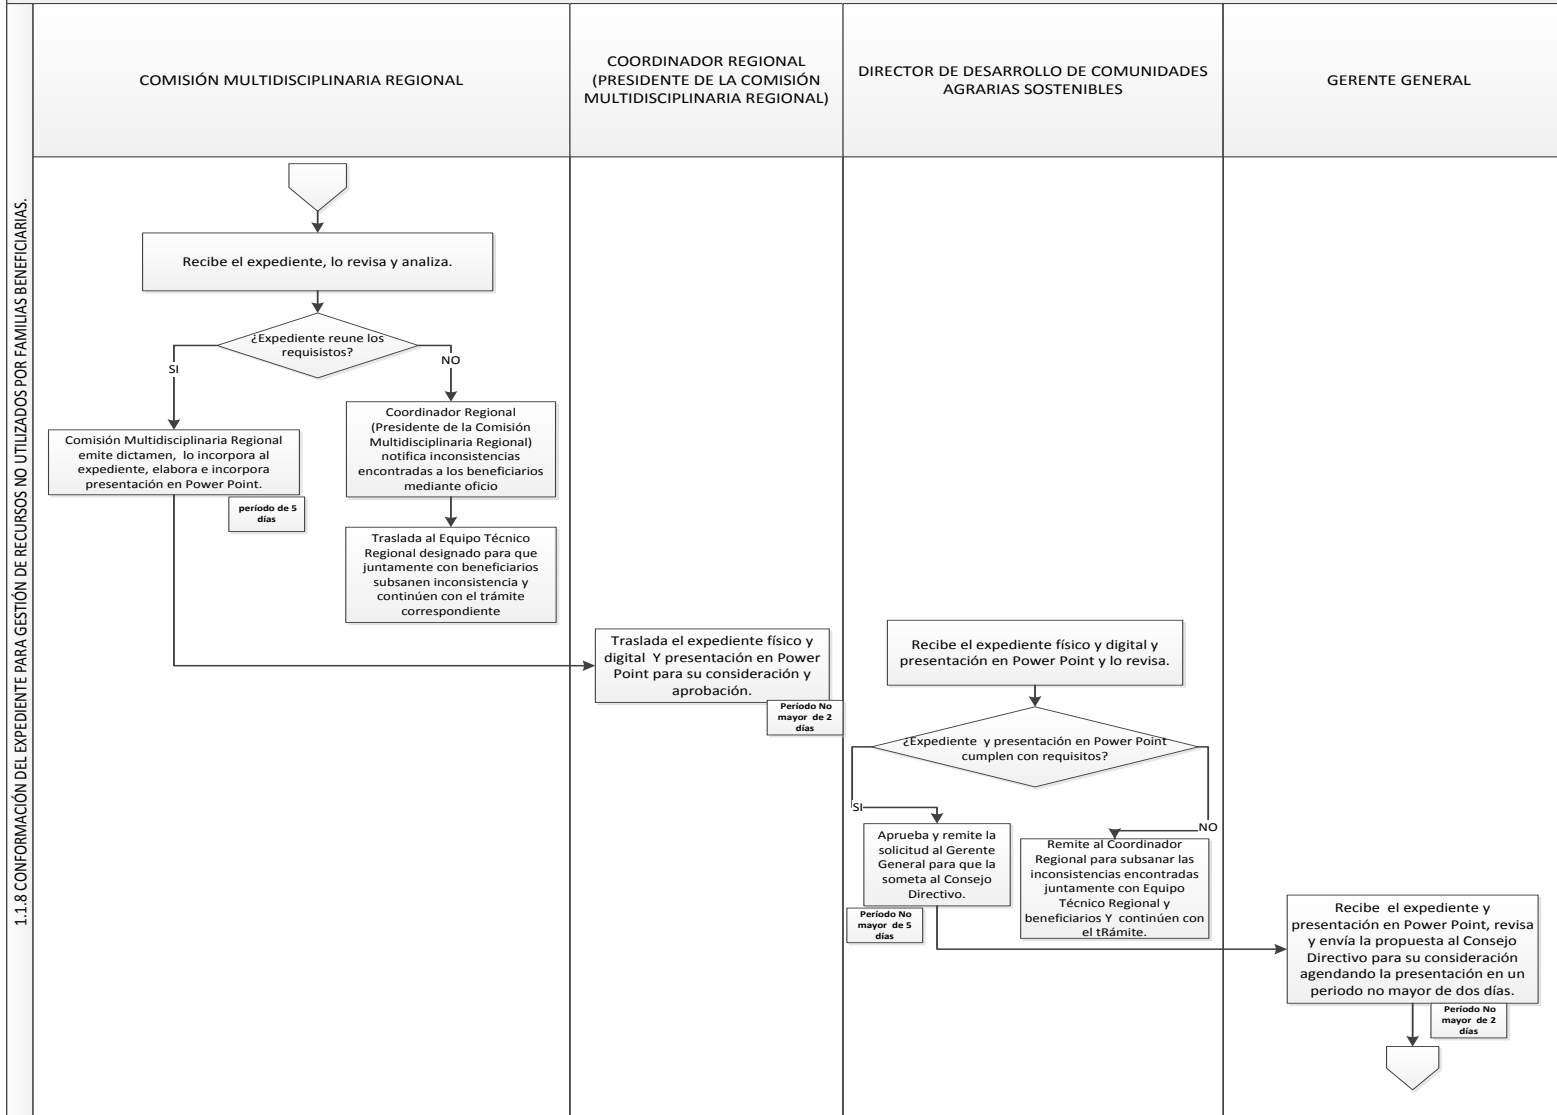 COMISIÓN MULTIDISCIPLINARIA REGIONAL
COORDINADOR REGIONAL
(PRESIDENTE DE LA COMISIÓN
MULTIDISCIPLINARIA REGIONAL)
DIRECTOR DE DESARROLLO DE COMUNIDADES
AGRARIAS SOSTENIBLES
GERENTE GENERAL
1.1.8 CONFORMACIÓN DEL EXPEDIENTE PARA GESTIÓN DE RECURSOS NO UTILIZADOS POR FAMILIAS BENEFICIARIAS.
Recibe el expediente, lo revisa y analiza.
¿Expediente reune los
requisistos?
SI
NO
Comisión Multidisciplinaria Regional
emite dictamen, lo incorpora al
expediente, elabora e incorpora
presentación en Power Point.
período de 5
días
Coordinador Regional
(Presidente de la Comisión
Multidisciplinaria Regional)
notifica inconsistencias
encontradas a los beneficiarios
mediante oficio
Traslada al Equipo Técnico
Regional designado para que
juntamente con beneficiarios
subsanen inconsistencia y
continúen con el trámite
correspondiente
Traslada el expediente físico y
digital Y presentación en Power
Point para su consideración y
aprobación.
Período No
mayor de 2
días
Recibe el expediente físico y digital y
presentación en Power Point y lo revisa.
¿Expediente y presentación en Power Point
cumplen con requisitos?
SI
NO
Aprueba y remite la
solicitud al Gerente
General para que la
someta al Consejo
Directivo.
Período No
mayor de 5
días
Remite al Coordinador
Regional para subsanar las
inconsistencias encontradas
juntamente con Equipo
Técnico Regional y
beneficiarios Y continúen con
el tRámite.
Recibe el expediente y
presentación en Power Point, revisa
y envía la propuesta al Consejo
Directivo para su consideración
agendando la presentación en un
periodo no mayor de dos días.
Período No
mayor de 2
días